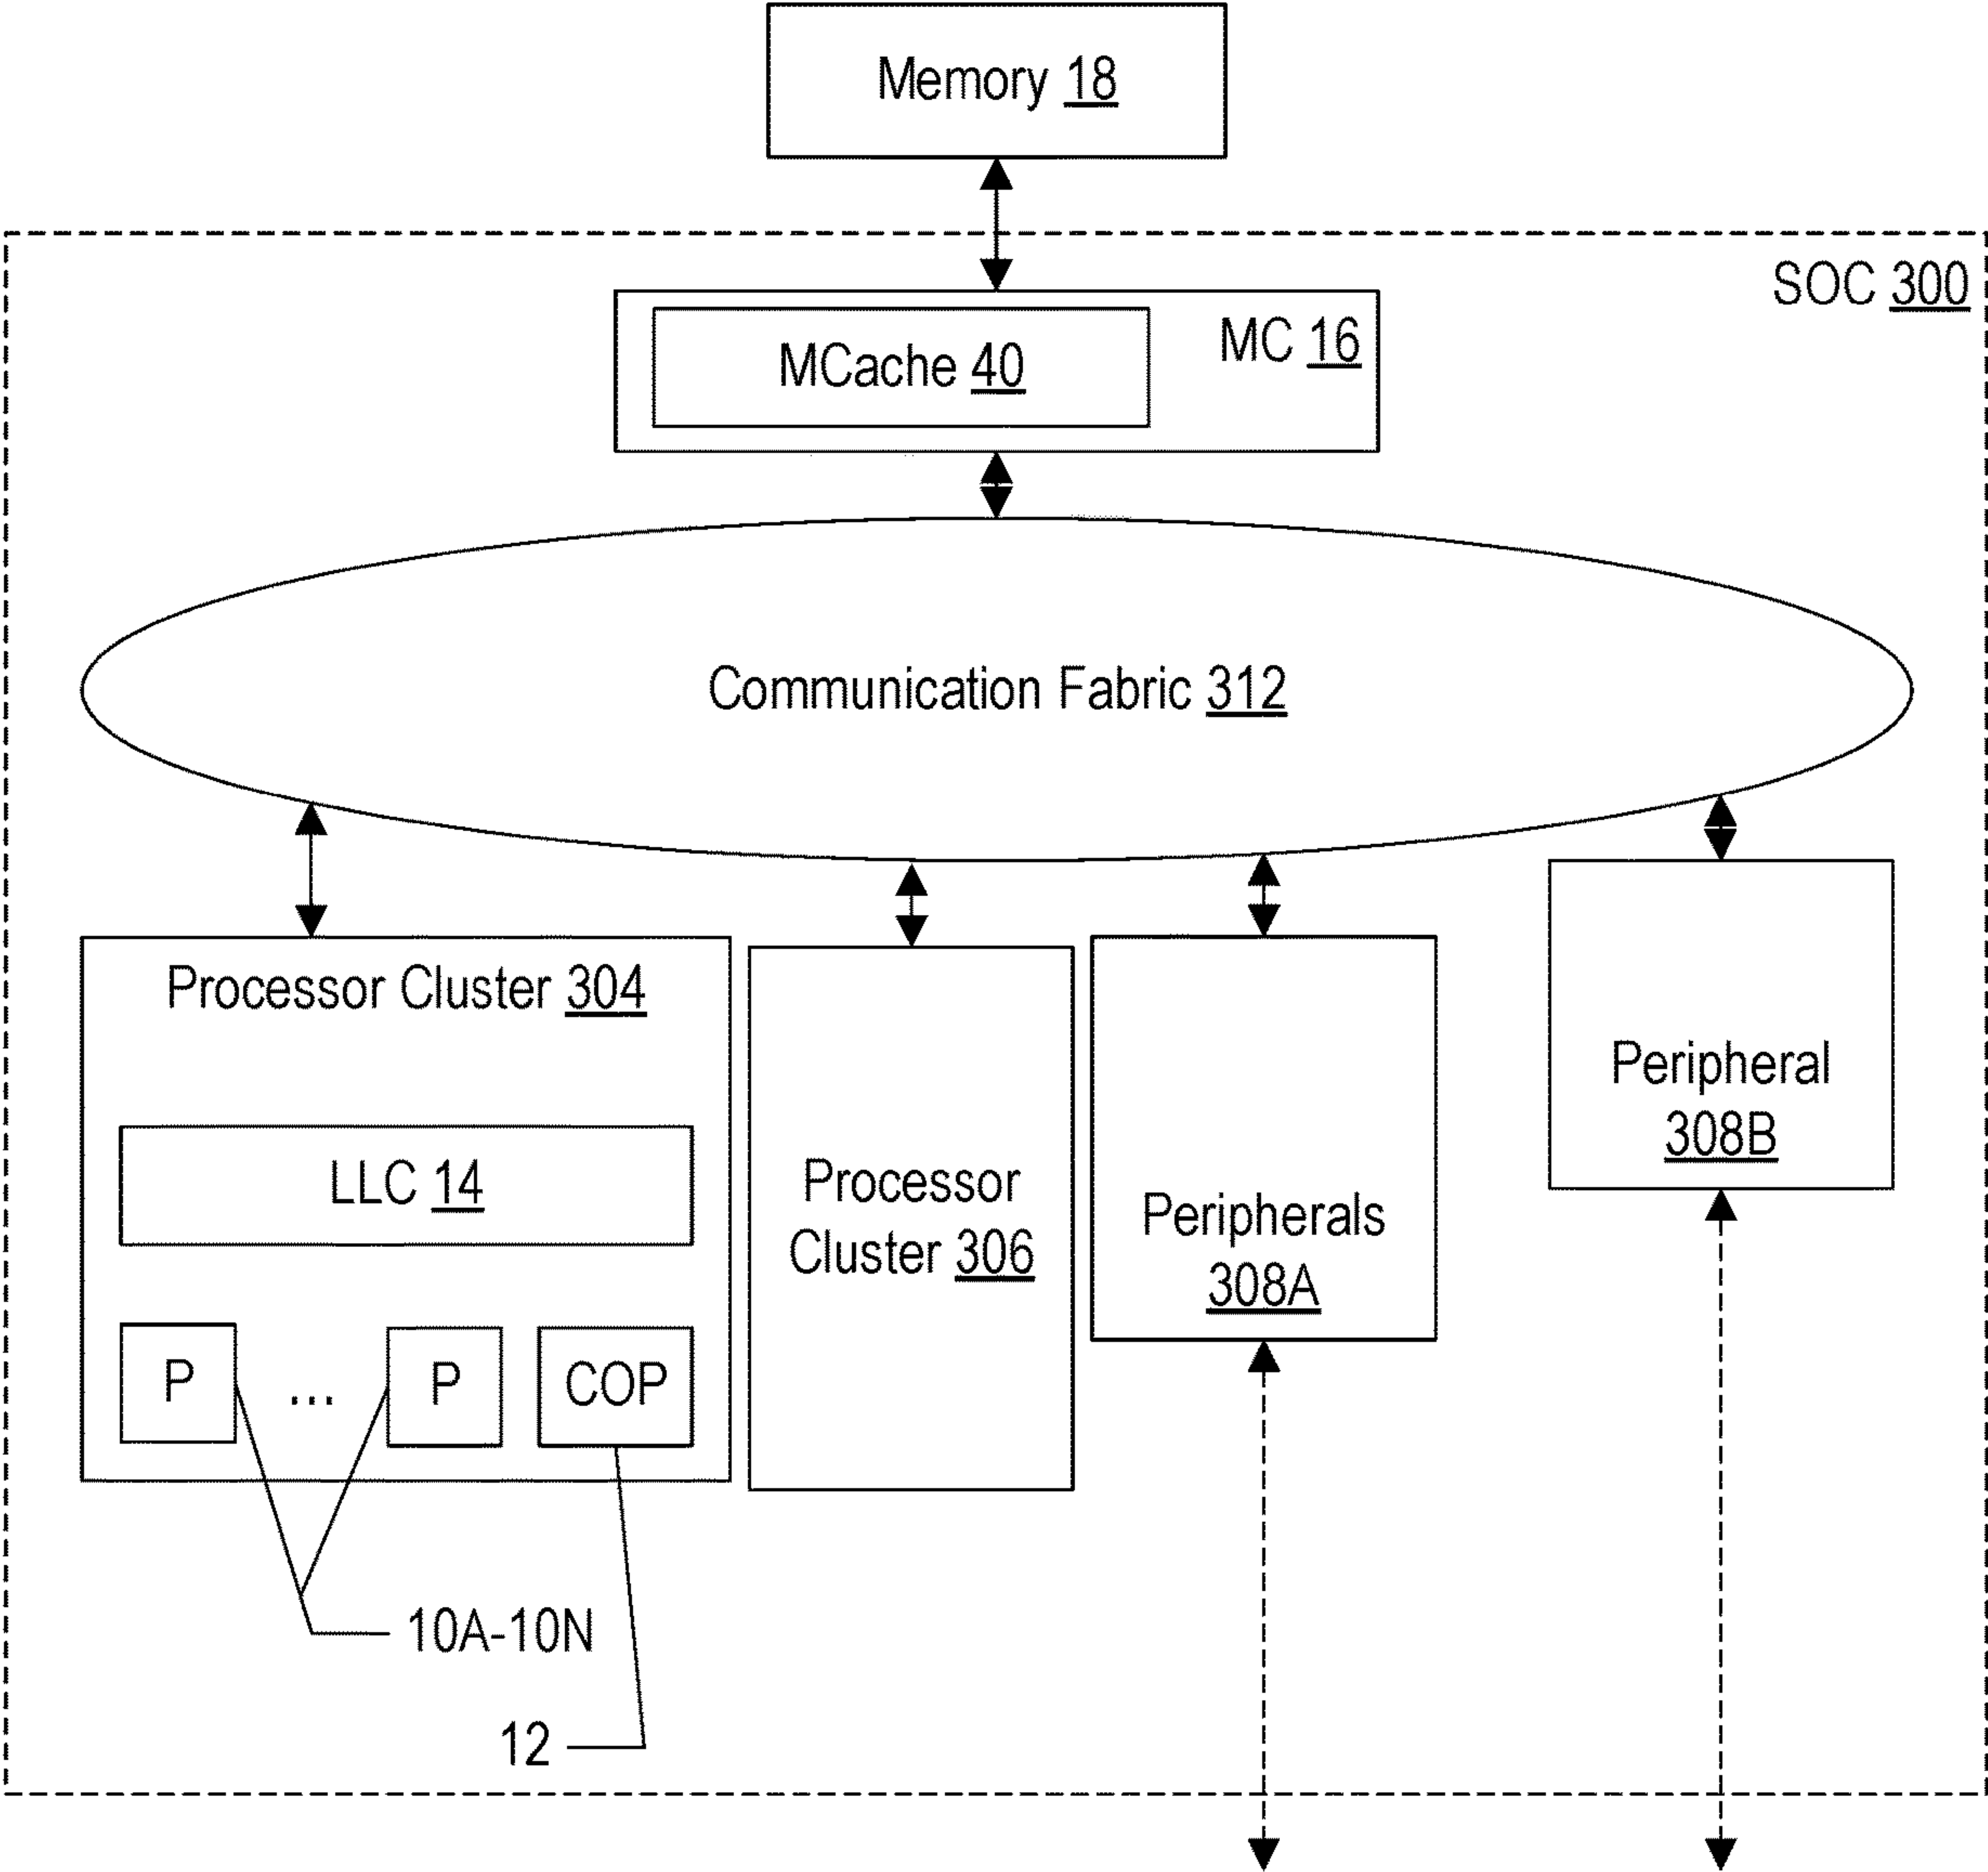 Memory 18
SOC 300
MC 16
MCache 40
Communication Fabric 312
Processor Cluster 304
LLC 14
P
...
P
COP
10A-10N
12
Processor
Cluster 306
Peripherals
308A
Peripheral
308B